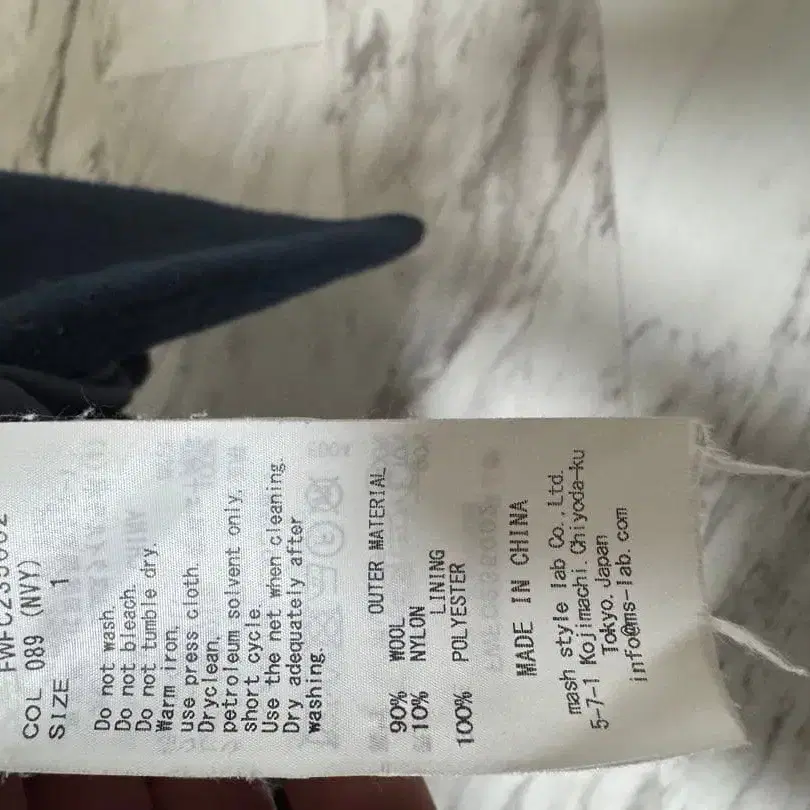 COL 089 (NVY)
SIZE 1
Do not wash.
Do not bleach.
Do not tumble dry.
Warm iron.
use press cloth.
Dryclean,
petroleum solvent only,
short cycle.
Use the net when cleaning.
Dry adequately after
washing.
OUTER MATERIAL
90% WOOL
10% NYLON
LINING
100% POLYESTER
MADE IN CHINA
mash style lab Co.,Ltd.
5-7-1 Kojimachi.Chiyoda-ku
Tokyo.Japan
info@ms-lab.com